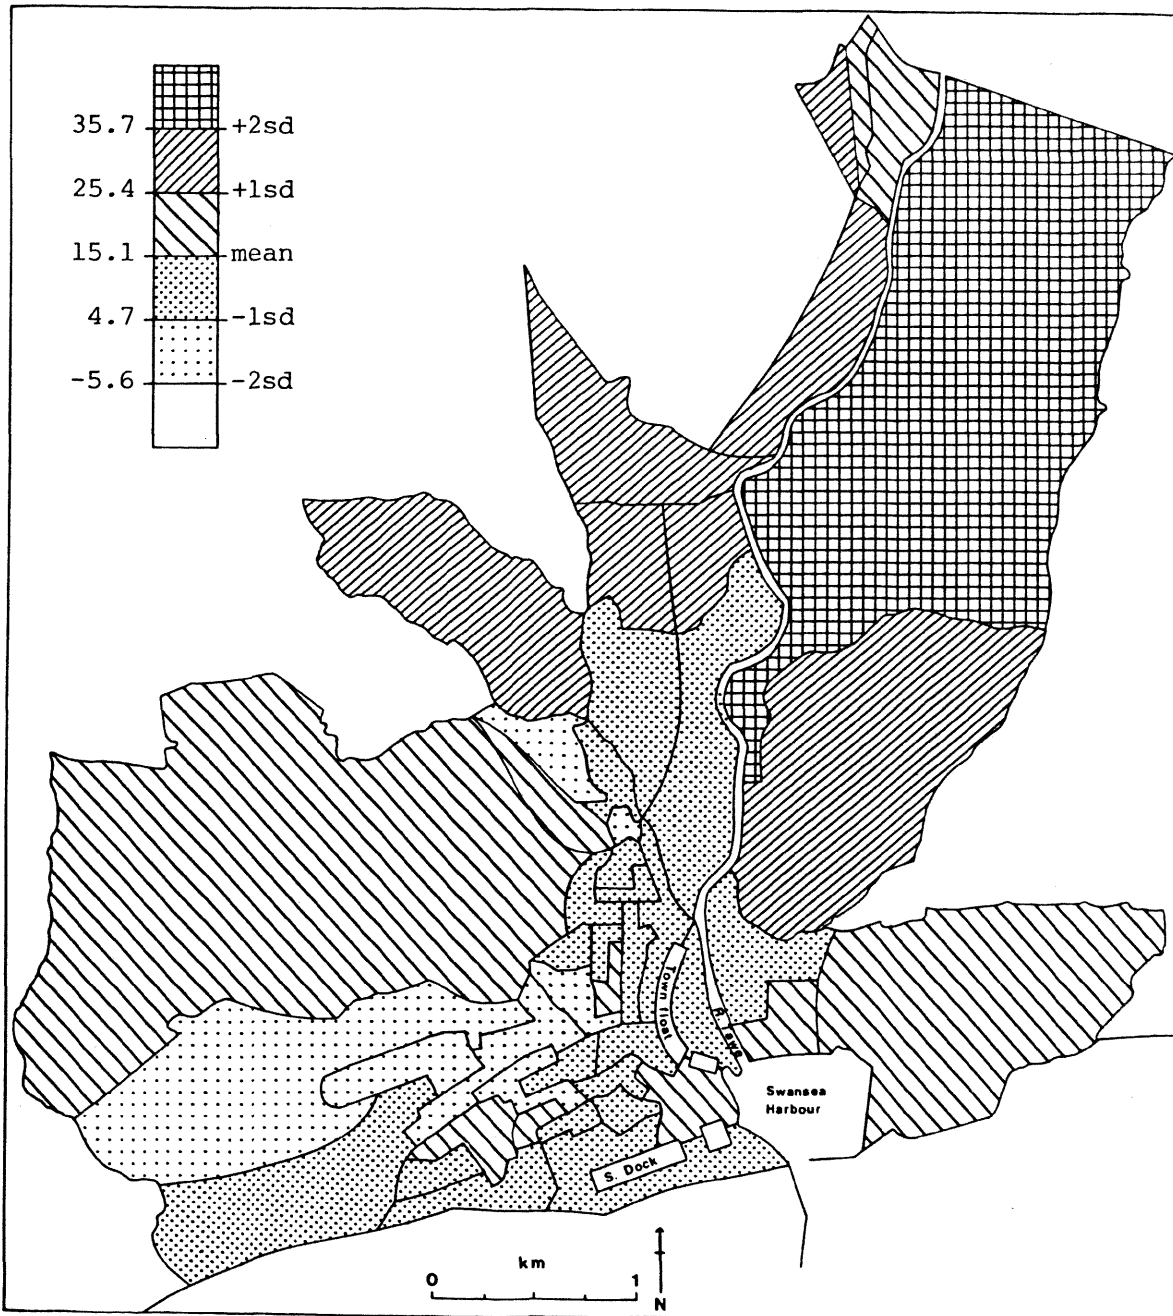 35.7 +2sd
25.4 +1sd
15.1 mean
4.7 -1sd
-5.6 -2sd
Town float
R. Tawe
Swansea
Harbour
S. Dock
km
0 1
N